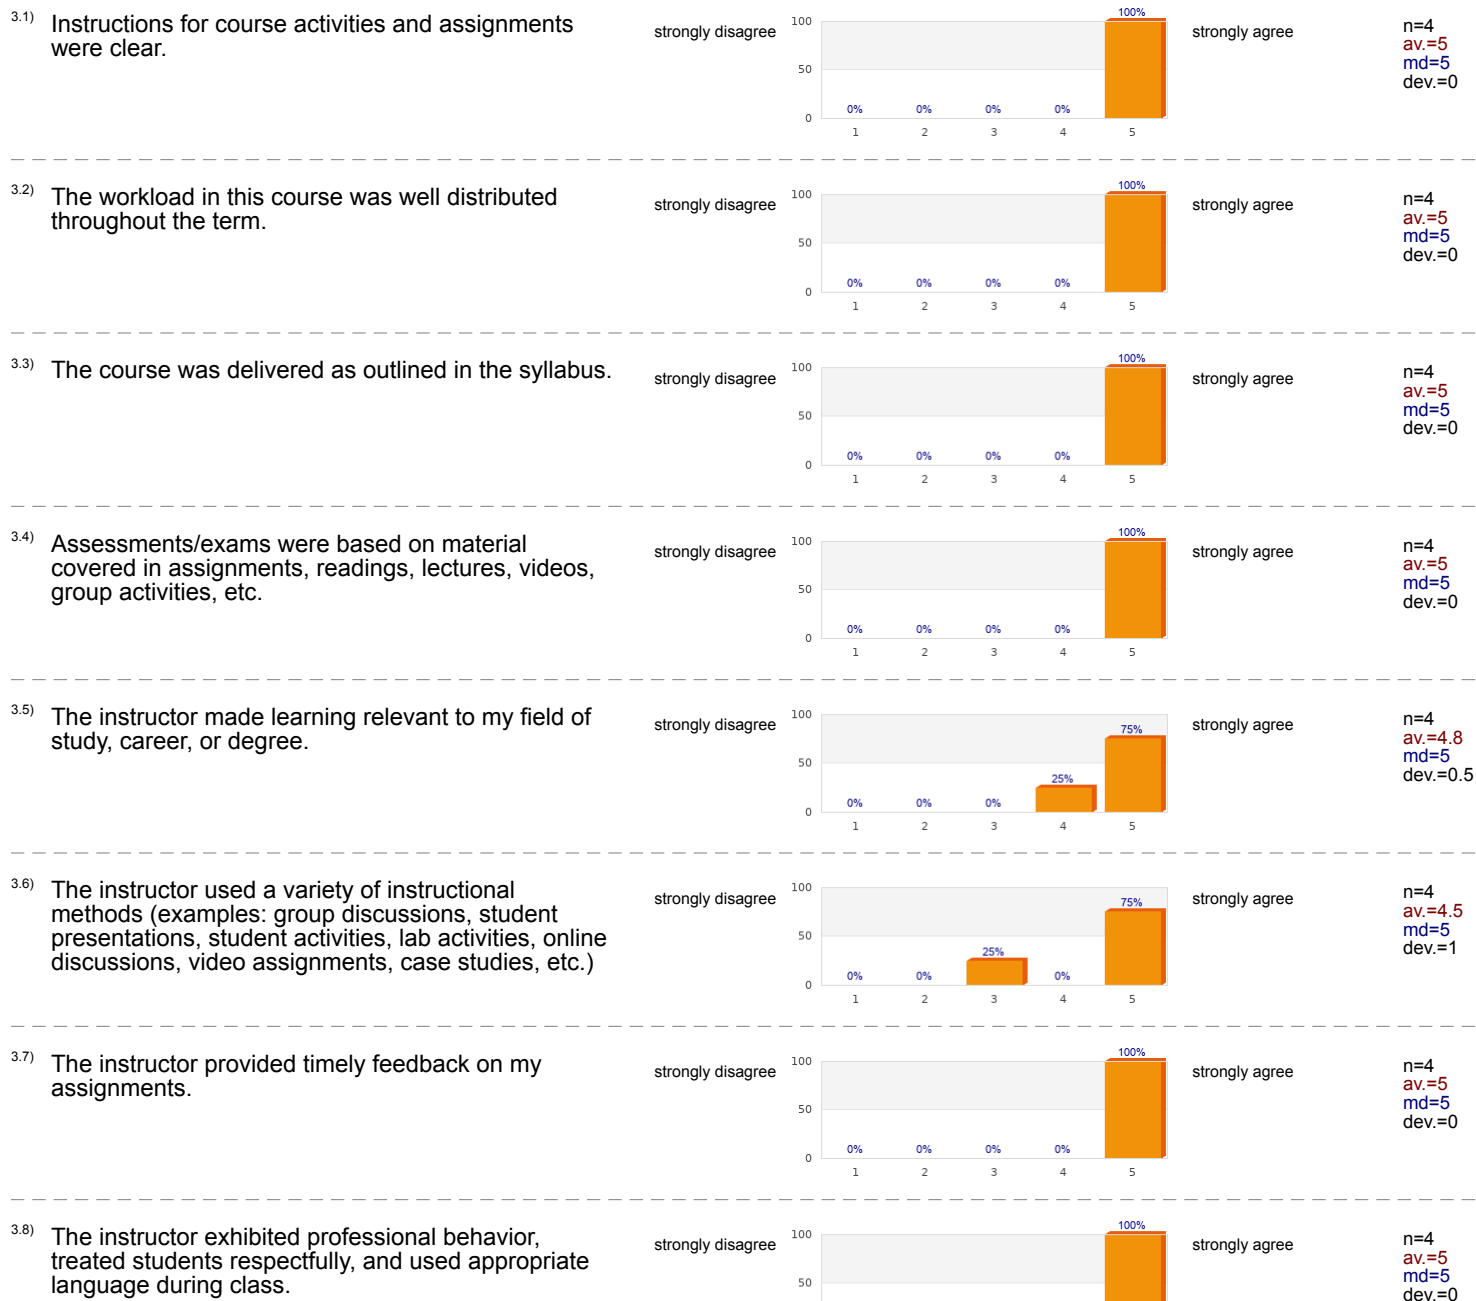 3.1) Instructions for course activities and assignments
were clear.
strongly disagree
strongly agree
n=4
av.=5
md=5
dev.=0
100
50
0
0% 0% 0% 0% 100%
1 2 3 4 5
3.2) The workload in this course was well distributed
throughout the term.
strongly disagree
strongly agree
n=4
av.=5
md=5
dev.=0
100
50
0
0% 0% 0% 0% 100%
1 2 3 4 5
3.3) The course was delivered as outlined in the syllabus.
strongly disagree
strongly agree
n=4
av.=5
md=5
dev.=0
100
50
0
0% 0% 0% 0% 100%
1 2 3 4 5
3.4) Assessments/exams were based on material
covered in assignments, readings, lectures, videos,
group activities, etc.
strongly disagree
strongly agree
n=4
av.=5
md=5
dev.=0
100
50
0
0% 0% 0% 0% 100%
1 2 3 4 5
3.5) The instructor made learning relevant to my field of
study, career, or degree.
strongly disagree
strongly agree
n=4
av.=4.8
md=5
dev.=0.5
100
50
0
0% 0% 0% 25% 75%
1 2 3 4 5
3.6) The instructor used a variety of instructional
methods (examples: group discussions, student
presentations, student activities, lab activities, online
discussions, video assignments, case studies, etc.)
strongly disagree
strongly agree
n=4
av.=4.5
md=5
dev.=1
100
50
0
0% 0% 25% 0% 75%
1 2 3 4 5
3.7) The instructor provided timely feedback on my
assignments.
strongly disagree
strongly agree
n=4
av.=5
md=5
dev.=0
100
50
0
0% 0% 0% 0% 100%
1 2 3 4 5
3.8) The instructor exhibited professional behavior,
treated students respectfully, and used appropriate
language during class.
strongly disagree
strongly agree
n=4
av.=5
md=5
dev.=0
100
50
100%